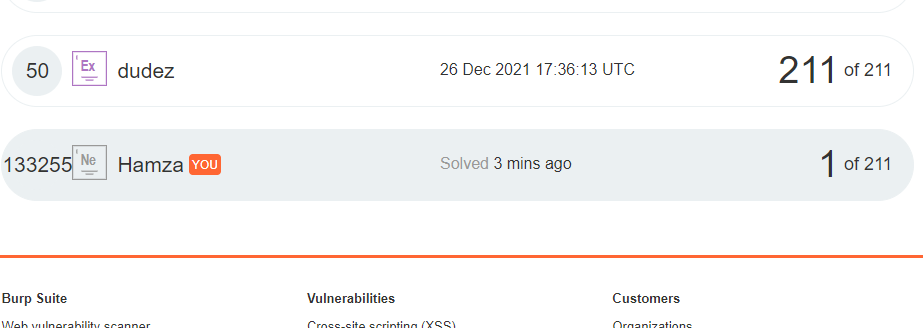 50 Ex dudez 26 Dec 2021 17:36:13 UTC 211 of 211
133255 Ne Hamza YOU Solved 3 mins ago 1 of 211
Burp Suite Vulnerabilities Customers
Web vulnerability scanner Cross-site scripting (XSS) Organizations